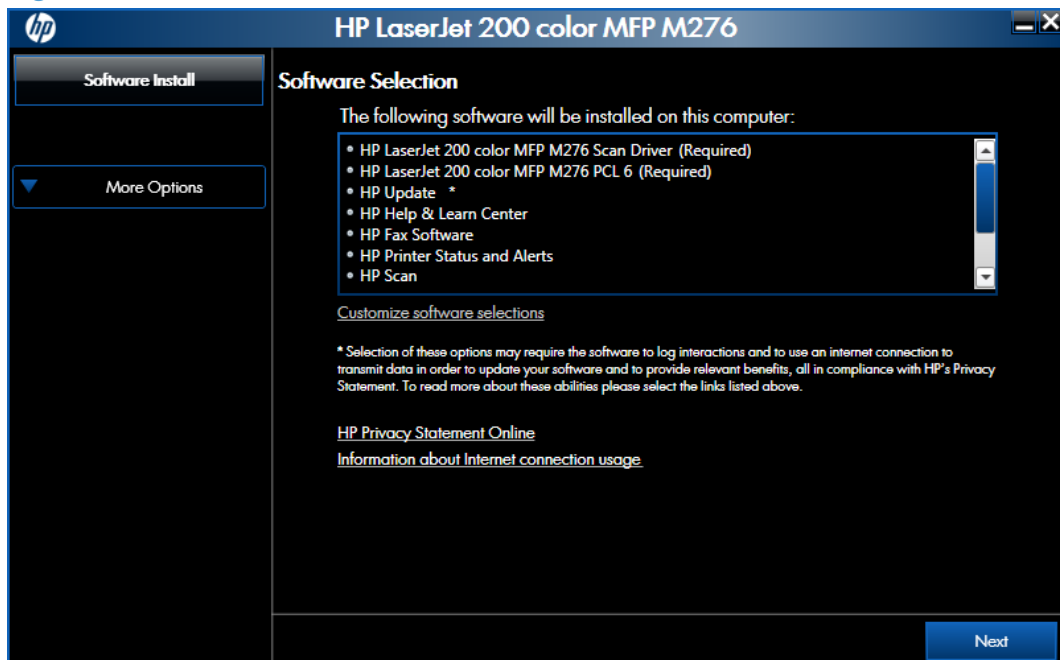 hp
HP LaserJet 200 color MFP M276
Software Install
More Options
Software Selection
The following software will be installed on this computer:
• HP LaserJet 200 color MFP M276 Scan Driver (Required)
• HP LaserJet 200 color MFP M276 PCL 6 (Required)
• HP Update *
• HP Help & Learn Center
• HP Fax Software
• HP Printer Status and Alerts
• HP Scan
Customize software selections
* Selection of these options may require the software to log interactions and to use an internet connection to
transmit data in order to update your software and to provide relevant benefits, all in compliance with HP's Privacy
Statement. To read more about these abilities please select the links listed above.
HP Privacy Statement Online
Information about Internet connection usage
Next